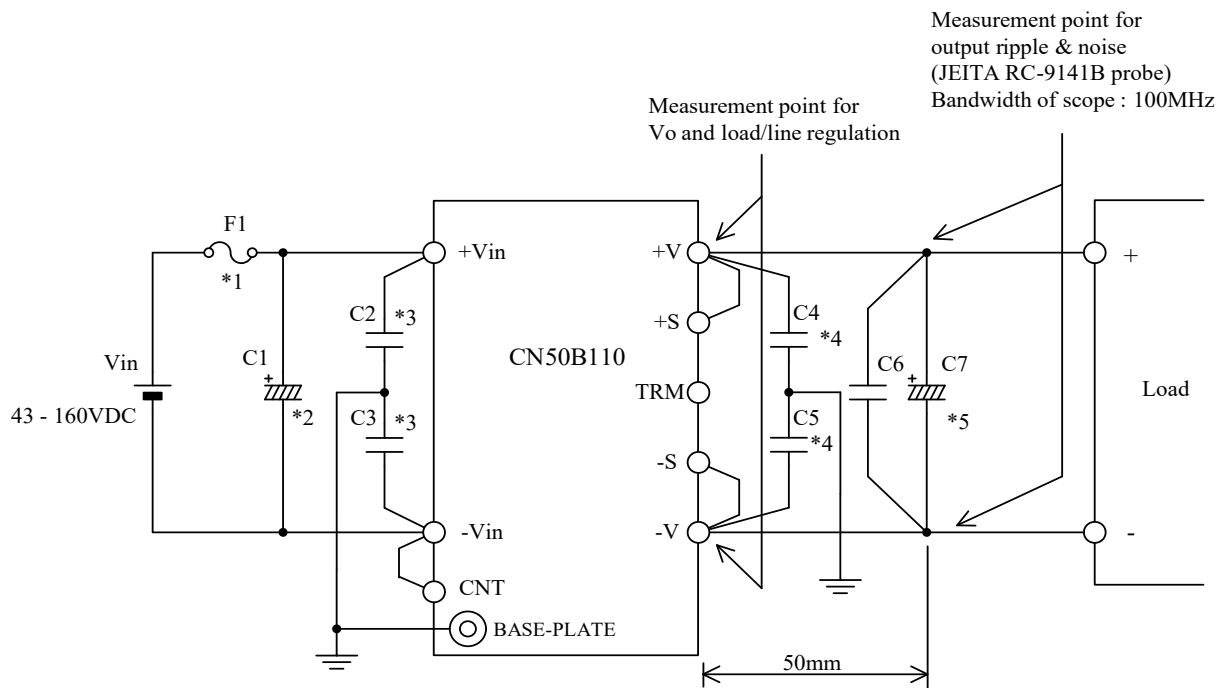 Measurement point for
output ripple & noise
(JEITA RC-9141B probe)
Bandwidth of scope : 100MHz
Measurement point for
Vo and load/line regulation
F1
*1
+Vin
+V
+
C2
*3
+S
C4
*4
CN50B110
Vin
43 - 160VDC
C1
+
*2
TRM
C6
C7
+
*5
Load
C3
*3
C5
*4
-S
-Vin
-V
-
CNT
BASE-PLATE
50mm